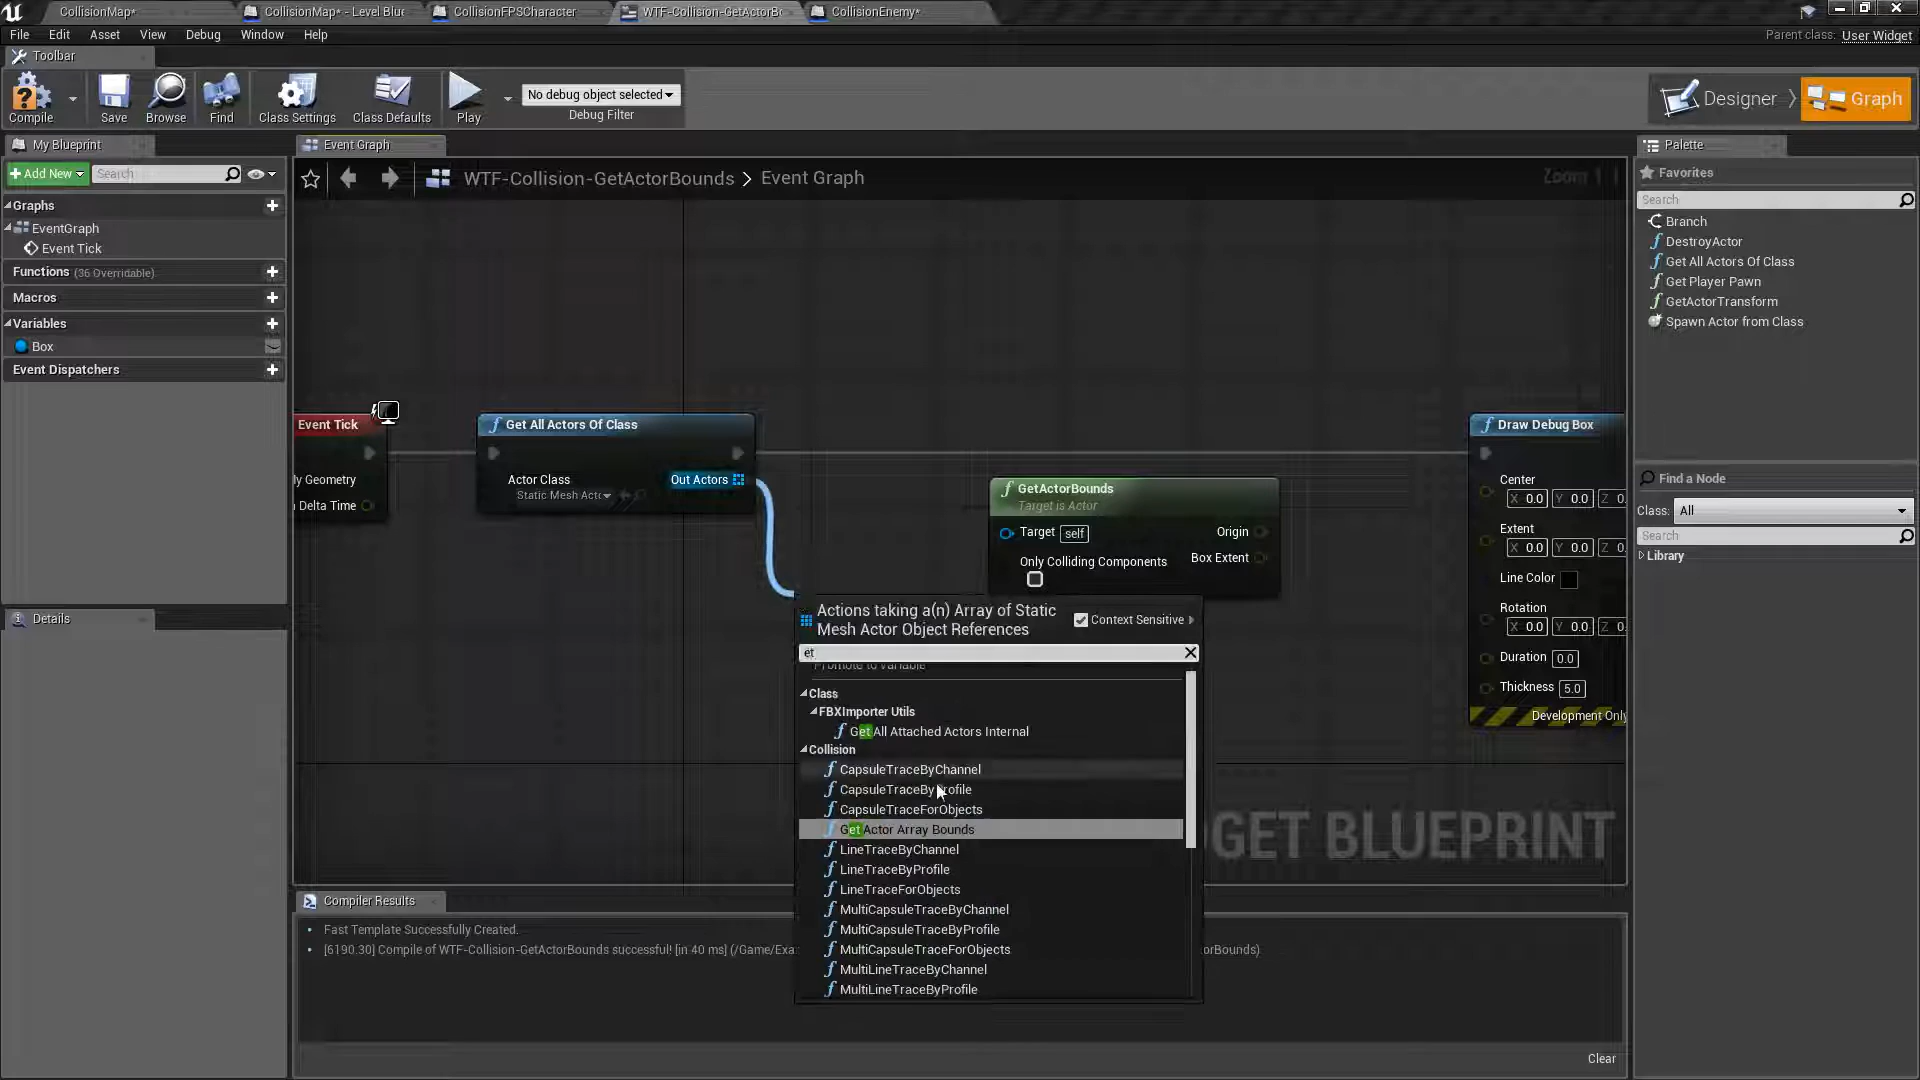 CollisionMap*
CollisionMap* - Level Blue
CollisionFPSCharacter
WTF-Collision-GetActorBo
CollisionEnemy*
File Edit Asset View Debug Window Help
Parent class: User Widget
Toolbar
Compile
Save
Browse
Find
Class Settings
Class Defaults
Play
No debug object selected
Debug Filter
Designer
Graph
My Blueprint
Add New
Search
Graphs
EventGraph
Event Tick
Functions (36 Overridable)
Macros
Variables
Box
Event Dispatchers
Details
Event Graph
WTF-Collision-GetActorBounds > Event Graph
Zoom
Event Tick
ly Geometry
Delta Time
Get All Actors Of Class
Actor Class
Static Mesh Actc
Out Actors
GetActorBounds
Target is Actor
Target self
Origin
Only Colliding Components
Box Extent
Draw Debug Box
Center
X 0.0 Y 0.0 Z 0.
Extent
X 0.0 Y 0.0 Z 0.
Line Color
Rotation
X 0.0 Y 0.0 Z 0.
Duration 0.0
Thickness 5.0
Development Only
Actions taking a(n) Array of Static
Mesh Actor Object References
Context Sensitive
et
Promote to variable
Class
FBXImporter Utils
Get All Attached Actors Internal
Collision
CapsuleTraceByChannel
CapsuleTraceByProfile
CapsuleTraceForObjects
Get Actor Array Bounds
LineTraceByChannel
LineTraceByProfile
LineTraceForObjects
MultiCapsuleTraceByChannel
MultiCapsuleTraceByProfile
MultiCapsuleTraceForObjects
MultiLineTraceByChannel
MultiLineTraceByProfile
GET BLUEPRINT
Compiler Results
Fast Template Successfully Created.
[6190.30] Compile of WTF-Collision-GetActorBounds successful! [in 40 ms] (/Game/Exa
rBounds)
Clear
Palette
Favorites
Search
Branch
DestroyActor
Get All Actors Of Class
Get Player Pawn
GetActorTransform
Spawn Actor from Class
Find a Node
Class: All
Search
Library